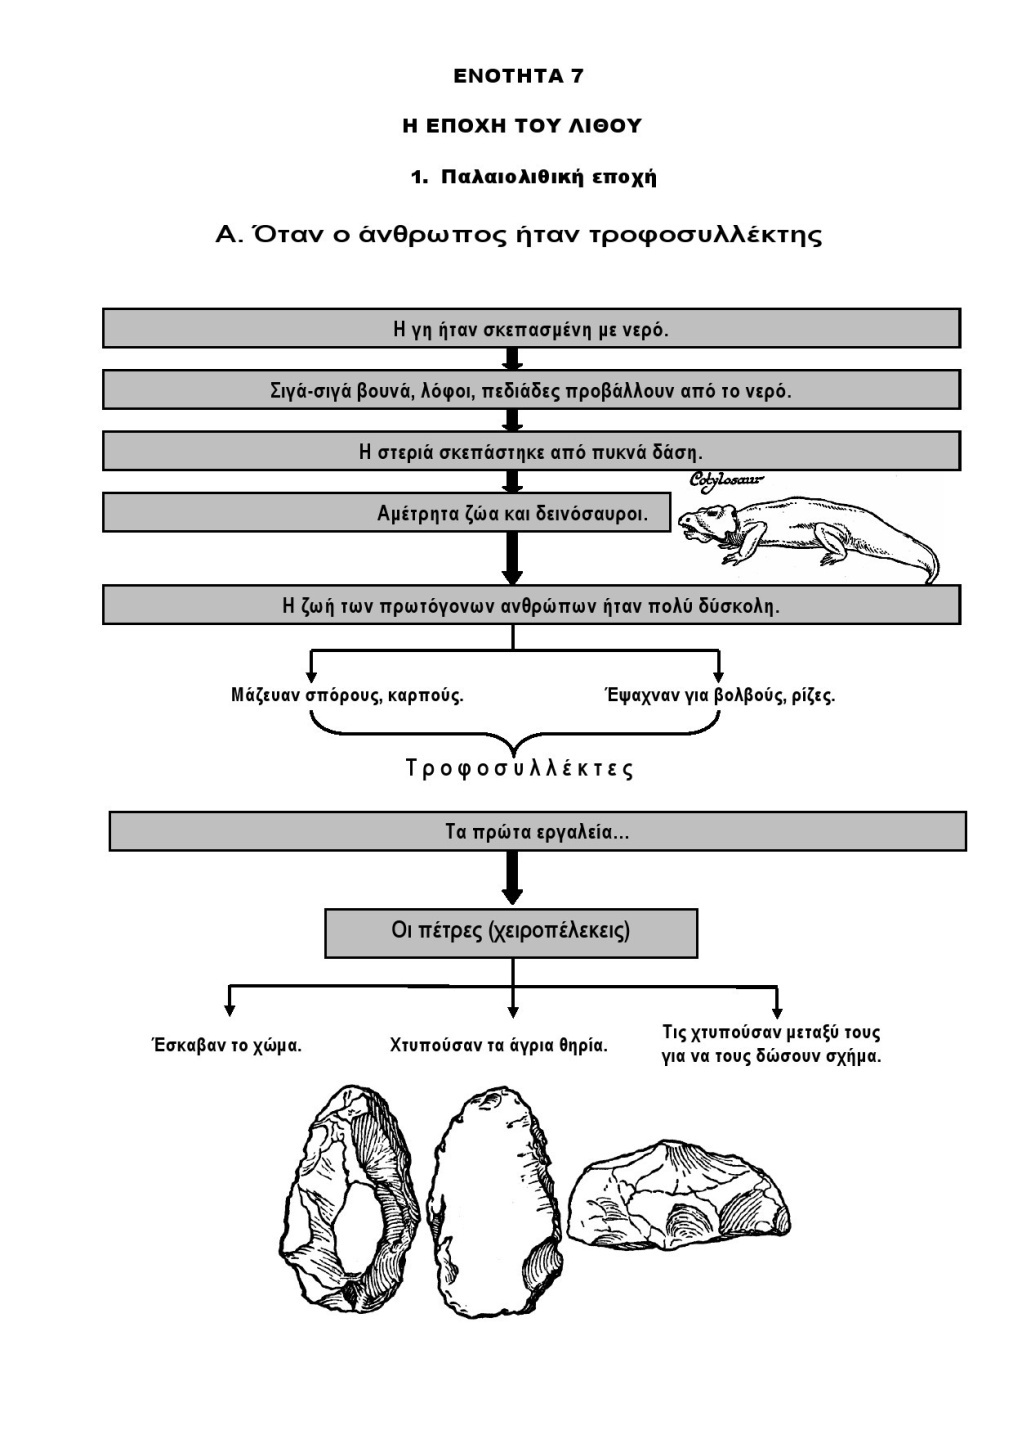 ΕΝΟΤΗΤΑ 7
Η ΕΠΟΧΗ ΤΟΥ ΛΙΘΟΥ
1. Παλαιολιθική εποχή
Α. Όταν ο άνθρωπος ήταν τροφοσυλλέκτης
Η γη ήταν σκεπασμένη με νερό.
Σιγά-σιγά βουνά, λόφοι, πεδιάδες προβάλλουν από το νερό.
Η στεριά σκεπάστηκε από πυκνά δάση.
Cotylosaur
Αμέτρητα ζώα και δεινόσαυροι.
Η ζωή των πρωτόγονων ανθρώπων ήταν πολύ δύσκολη.
Μάζευαν σπόρους, καρπούς.
Έψαχναν για βολβούς, ρίζες.
Τροφοσυλλέκτες
Τα πρώτα εργαλεία...
Οι πέτρες (χειροπέλεκεις)
Έσκαβαν το χώμα.
Χτυπούσαν τα άγρια θηρία.
Τις χτυπούσαν μεταξύ τους
για να τους δώσουν σχήμα.